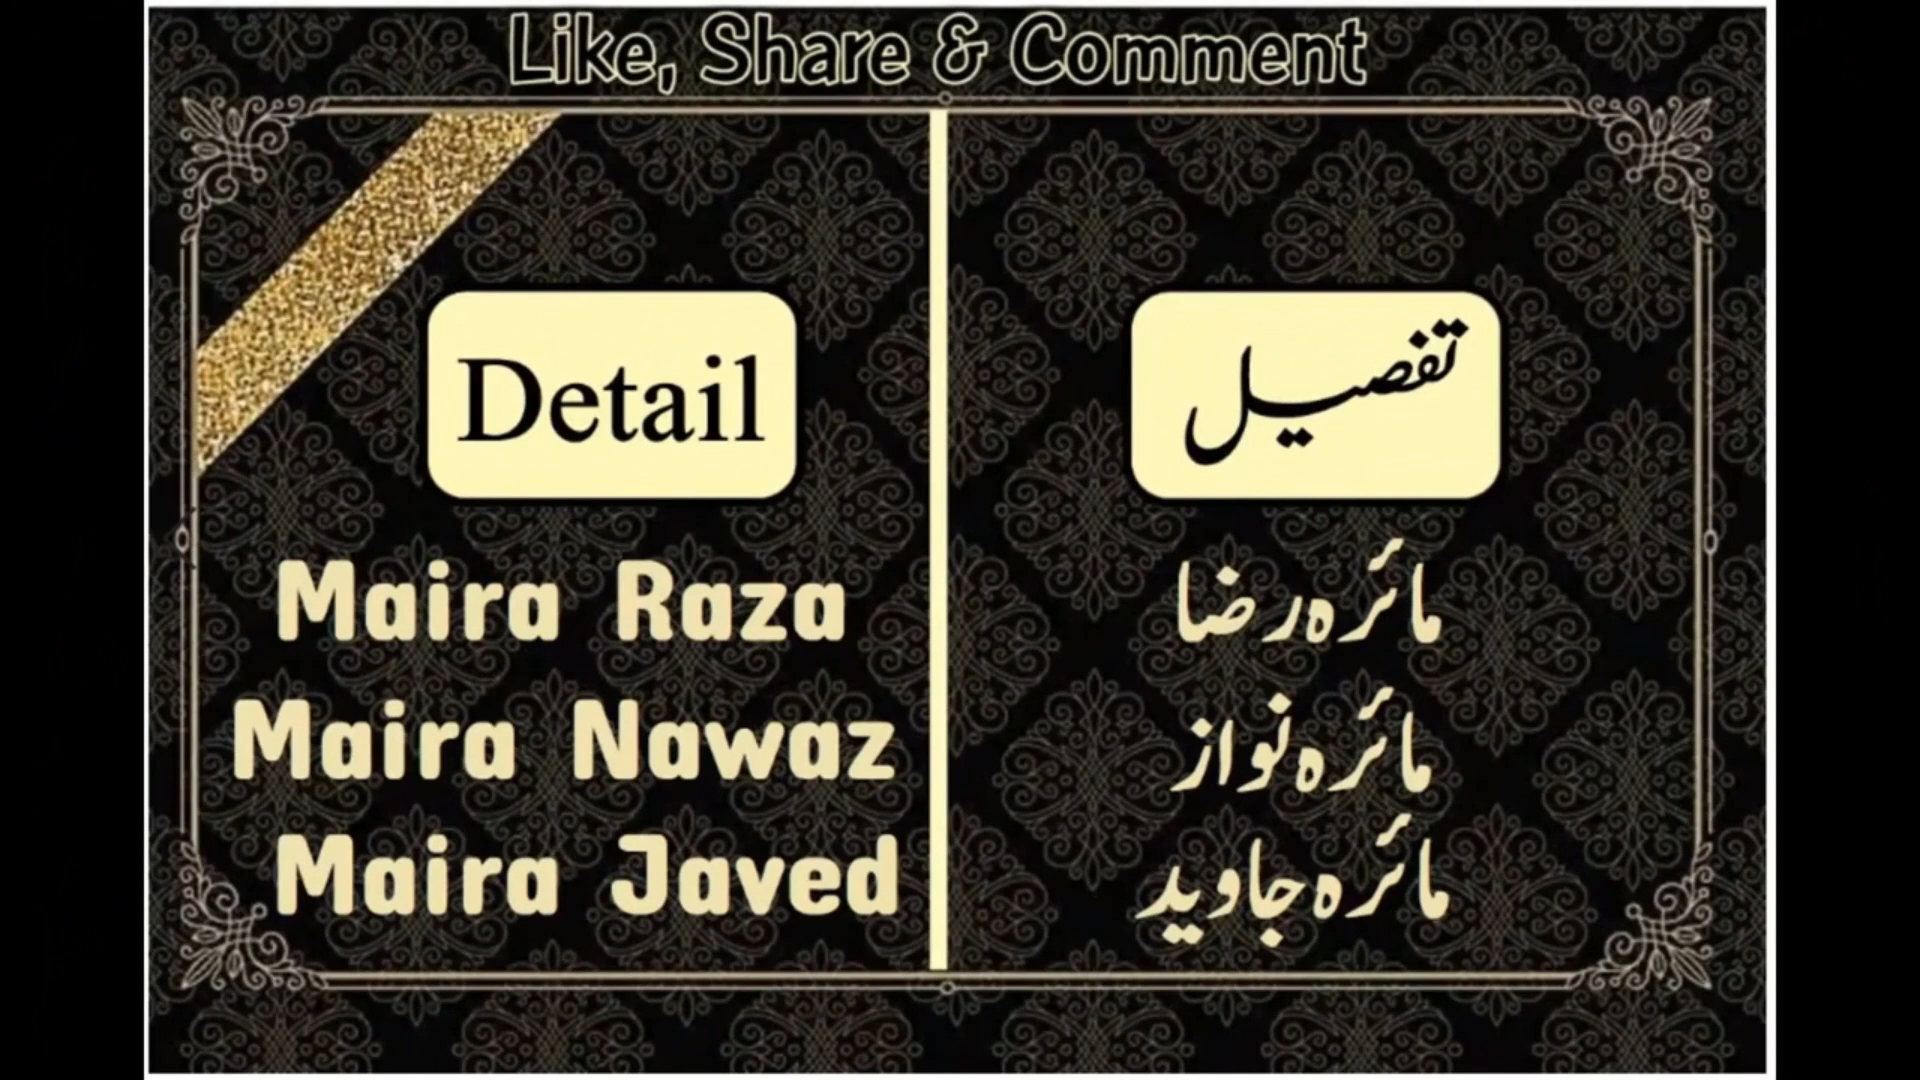 Like, Share & Comment
Detail
تفصیل
Maira Raza
مائرہ رضا
Maira Nawaz
مائرہ نواز
Maira Javed
مائرہ جاوید